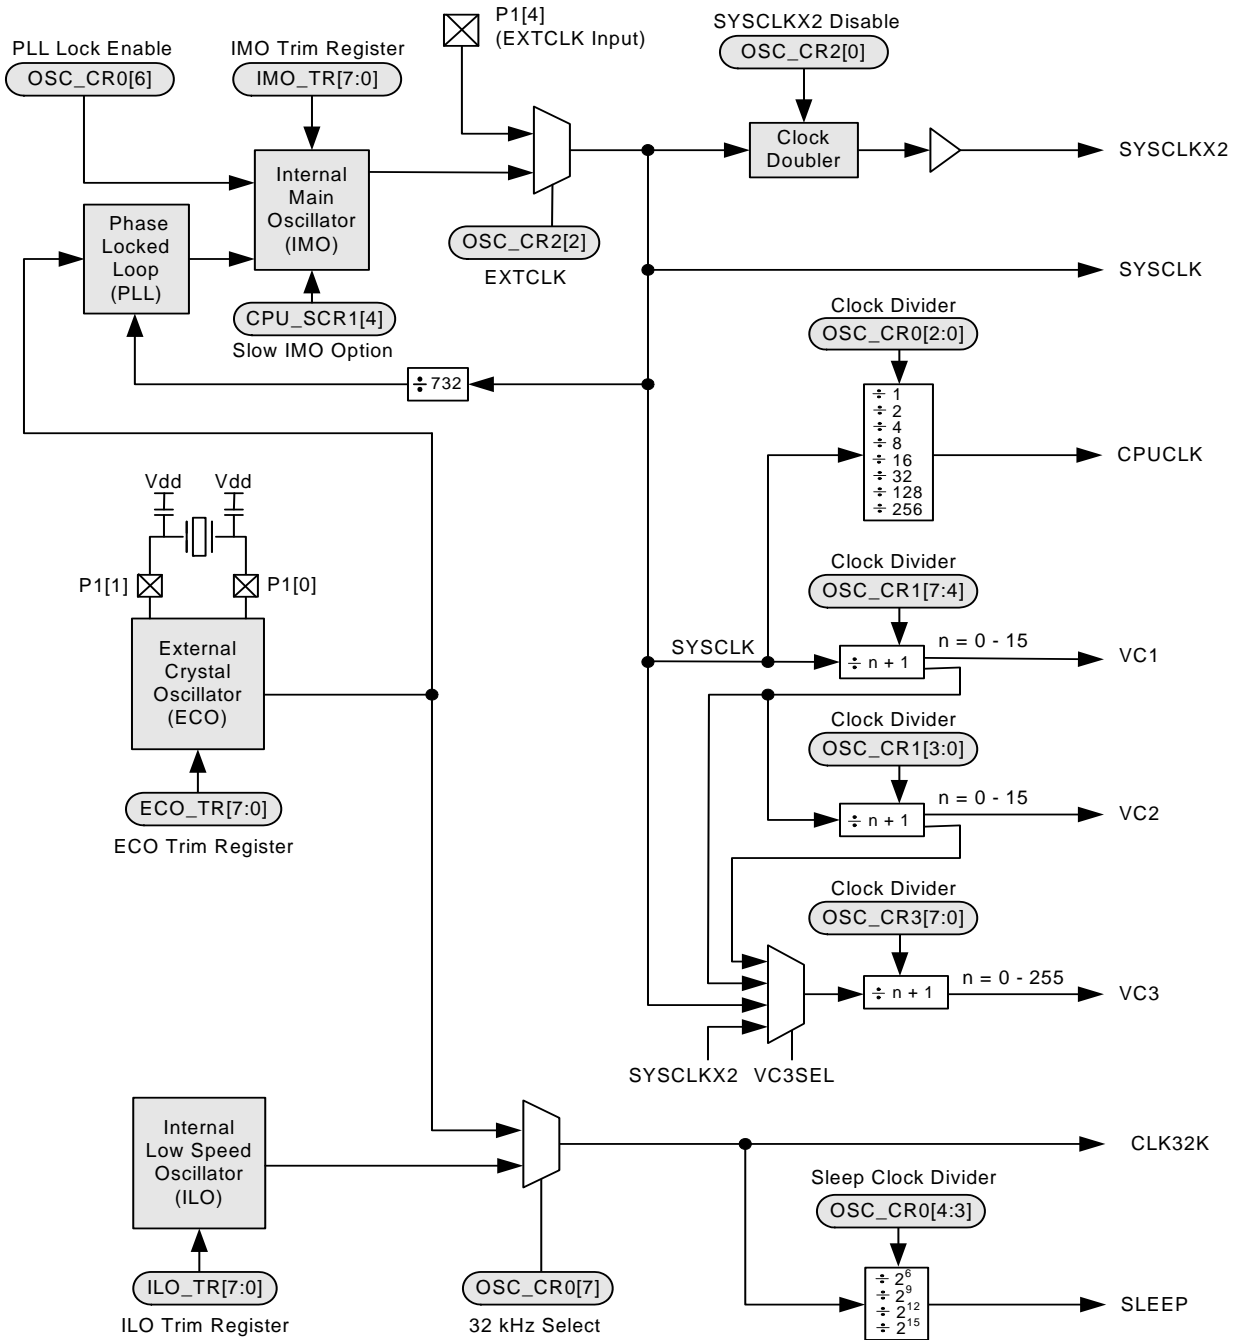 P1[4]
(EXTCLK Input)
SYSCLKX2 Disable
OSC_CR2[0]
PLL Lock Enable
OSC_CR0[6]
IMO Trim Register
IMO_TR[7:0]
Clock
Doubler
SYSCLKX2
Internal
Main
Oscillator
(IMO)
Phase
Locked
Loop
(PLL)
OSC_CR2[2]
EXTCLK
SYSCLK
CPU_SCR1[4]
Slow IMO Option
Clock Divider
OSC_CR0[2:0]
÷ 732
÷ 1
÷ 2
÷ 4
÷ 8
÷ 16
÷ 32
÷ 128
÷ 256
CPUCLK
Vdd
Vdd
P1[1]
P1[0]
Clock Divider
OSC_CR1[7:4]
External
Crystal
Oscillator
(ECO)
SYSCLK
÷ n + 1
n = 0 - 15
VC1
Clock Divider
OSC_CR1[3:0]
ECO_TR[7:0]
ECO Trim Register
÷ n + 1
n = 0 - 15
VC2
Clock Divider
OSC_CR3[7:0]
÷ n + 1
n = 0 - 255
VC3
SYSCLKX2
VC3SEL
Internal
Low Speed
Oscillator
(ILO)
CLK32K
Sleep Clock Divider
OSC_CR0[4:3]
ILO_TR[7:0]
ILO Trim Register
OSC_CR0[7]
32 kHz Select
÷ 2⁶
÷ 2⁹
÷ 2¹²
÷ 2¹⁵
SLEEP